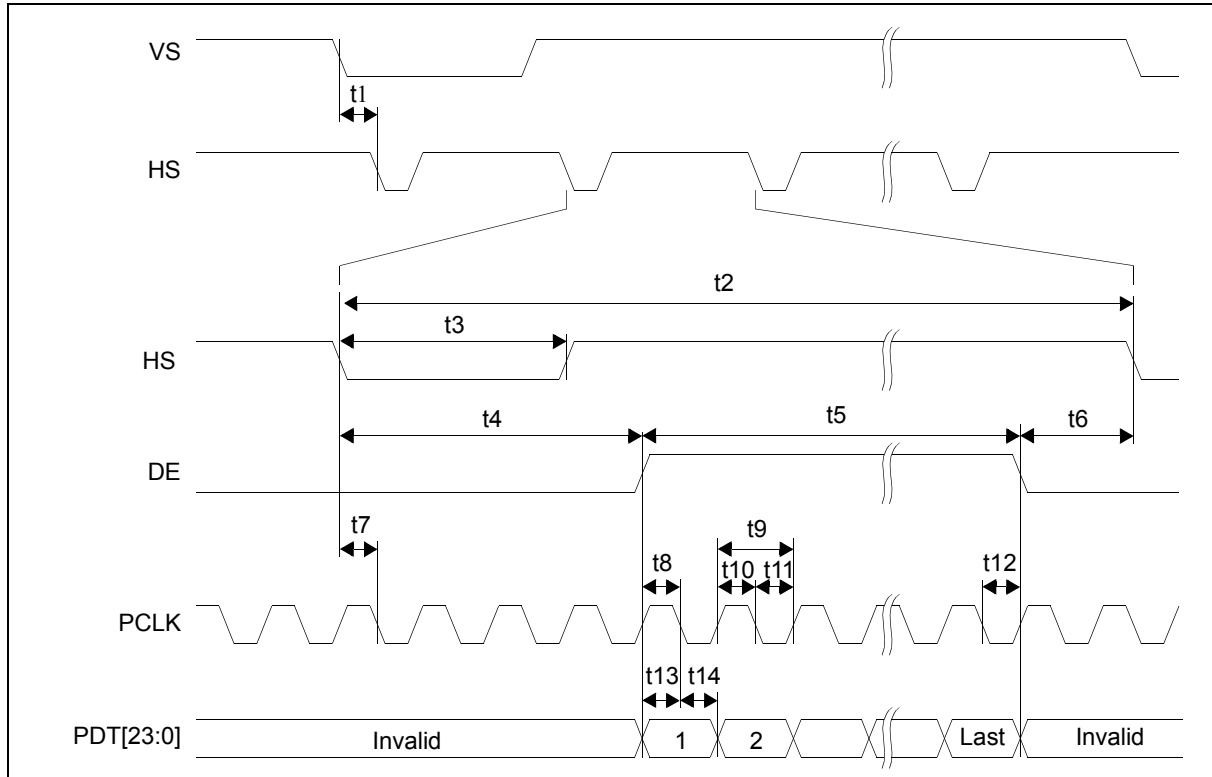 VS
t1
HS
t2
t3
HS
t4 t5 t6
DE
t7 t9
t8 t10 t11 t12
PCLK
t13 t14
PDT[23:0] Invalid 1 2 Last Invalid